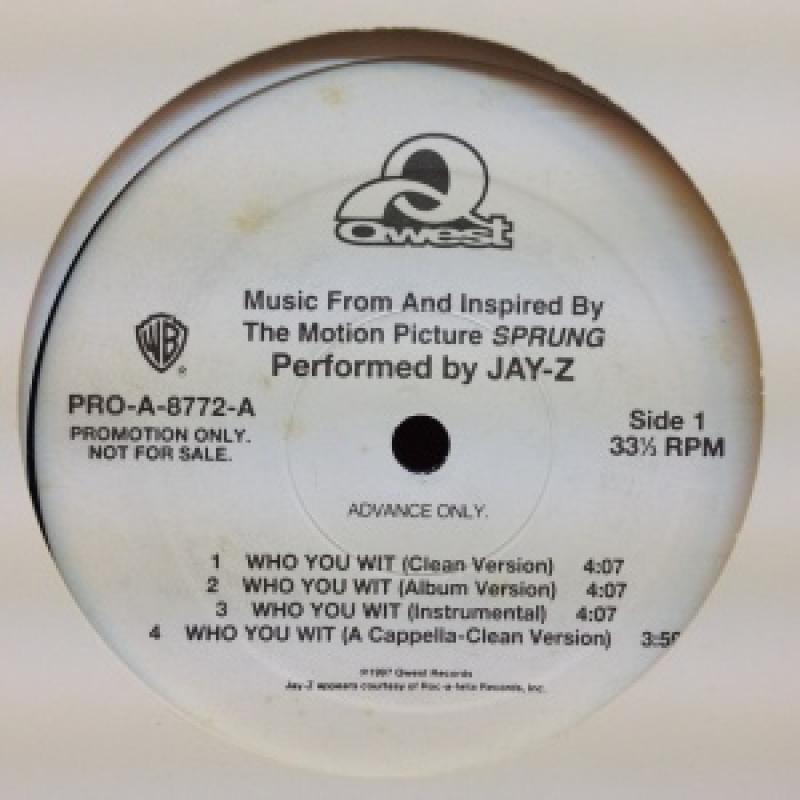 Qwest
Music From And Inspired By
The Motion Picture SPRUNG
Performed by JAY-Z
WB
®
PRO-A-8772-A
PROMOTION ONLY.
NOT FOR SALE.
Side 1
33⅓ RPM
ADVANCE ONLY.
1 WHO YOU WIT (Clean Version) 4:07
2 WHO YOU WIT (Album Version) 4:07
3 WHO YOU WIT (Instrumental) 4:07
4 WHO YOU WIT (A Cappella-Clean Version)
℗1997 Qwest Records
Jay-Z appears courtesy of Roc-a-fella Records, Inc.